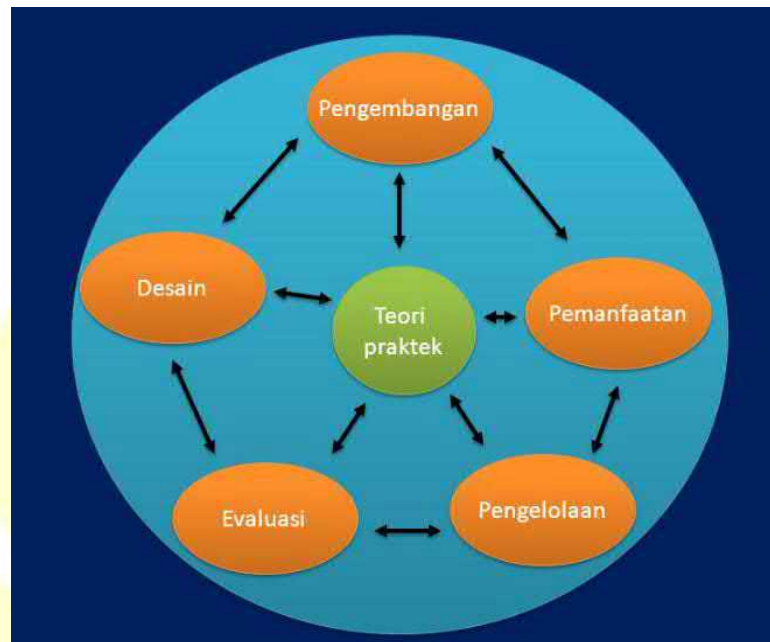 Pengembangan
Desain
Teori
praktek
Pemanfaatan
Evaluasi
Pengelolaan